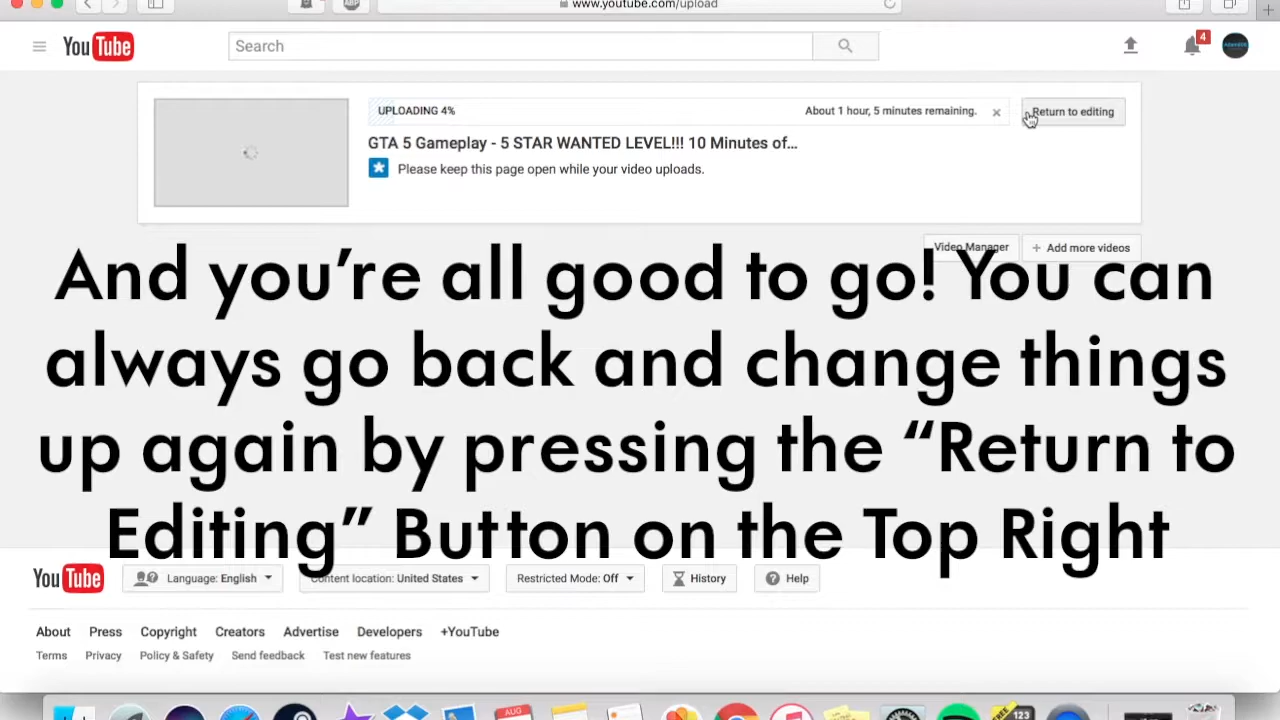 www.youtube.com/upload
YouTube
Search
4
UPLOADING 4%
About 1 hour, 5 minutes remaining.
Return to editing
GTA 5 Gameplay - 5 STAR WANTED LEVEL!!! 10 Minutes of...
Please keep this page open while your video uploads.
Video Manager
+ Add more videos
And you’re all good to go! You can
always go back and change things
up again by pressing the “Return to
Editing” Button on the Top Right
YouTube
Language: English
Content location: United States
Restricted Mode: Off
History
Help
About Press Copyright Creators Advertise Developers +YouTube
Terms Privacy Policy & Safety Send feedback Test new features
ABP
AUG
FREE
123